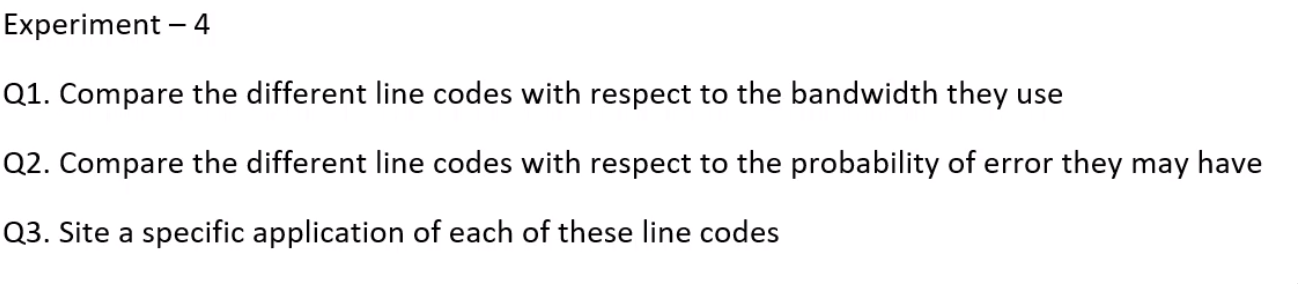 Experiment – 4
Q1. Compare the different line codes with respect to the bandwidth they use
Q2. Compare the different line codes with respect to the probability of error they may have
Q3. Site a specific application of each of these line codes